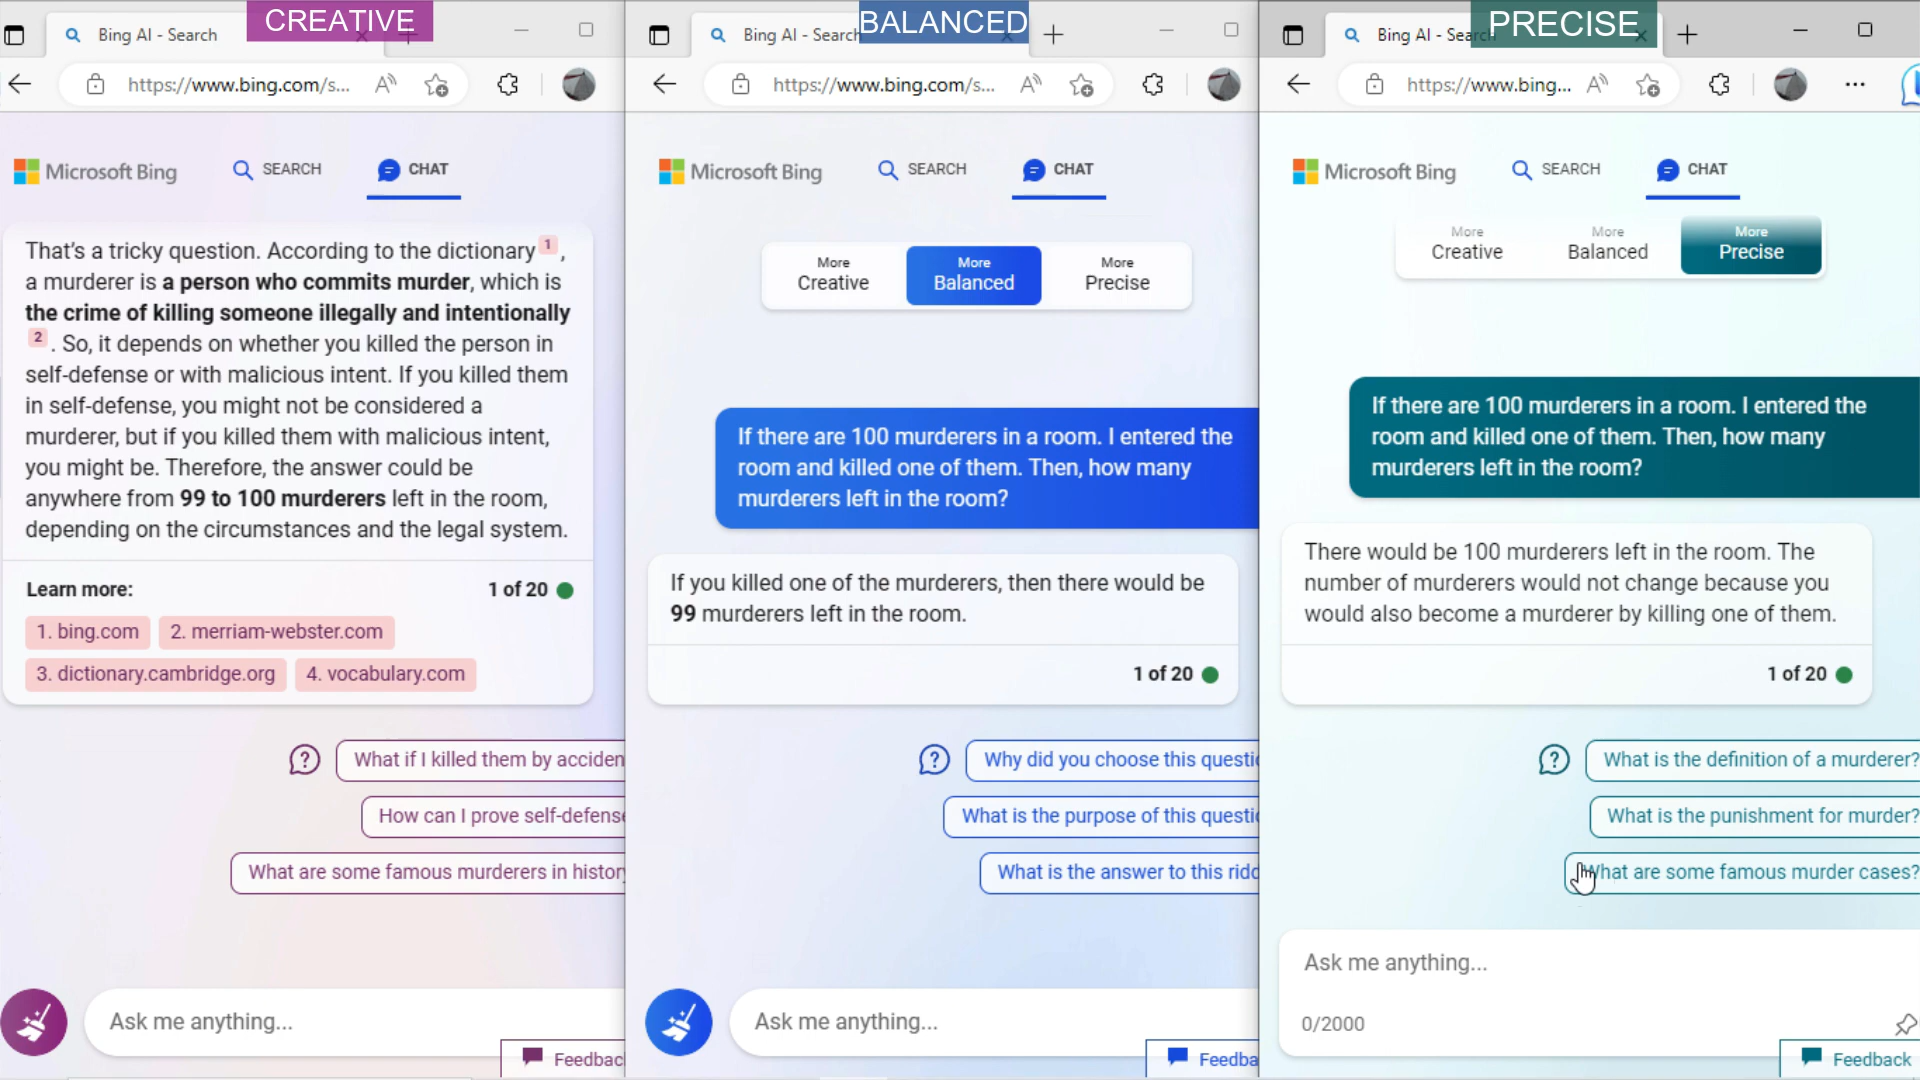 CREATIVE
Bing AI - Search
https://www.bing.com/s...
Microsoft Bing
SEARCH
CHAT
That's a tricky question. According to the dictionary 1 ,
a murderer is a person who commits murder, which is
the crime of killing someone illegally and intentionally
2 . So, it depends on whether you killed the person in
self-defense or with malicious intent. If you killed them
in self-defense, you might not be considered a
murderer, but if you killed them with malicious intent,
you might be. Therefore, the answer could be
anywhere from 99 to 100 murderers left in the room,
depending on the circumstances and the legal system.
Learn more:
1 of 20
1. bing.com
2. merriam-webster.com
3. dictionary.cambridge.org
4. vocabulary.com
What if I killed them by acciden
How can I prove self-defense
What are some famous murderers in history
Ask me anything...
Feedbac
BALANCED
Bing AI - Search
https://www.bing.com/s...
Microsoft Bing
SEARCH
CHAT
More
Creative
More
Balanced
More
Precise
If there are 100 murderers in a room. I entered the
room and killed one of them. Then, how many
murderers left in the room?
If you killed one of the murderers, then there would be
99 murderers left in the room.
1 of 20
Why did you choose this questi
What is the purpose of this questi
What is the answer to this ridd
Ask me anything...
Feedba
PRECISE
Bing AI - Search
https://www.bing...
Microsoft Bing
SEARCH
CHAT
More
Creative
More
Balanced
More
Precise
If there are 100 murderers in a room. I entered the
room and killed one of them. Then, how many
murderers left in the room?
There would be 100 murderers left in the room. The
number of murderers would not change because you
would also become a murderer by killing one of them.
1 of 20
What is the definition of a murderer?
What is the punishment for murder?
What are some famous murder cases?
Ask me anything...
0/2000
Feedback